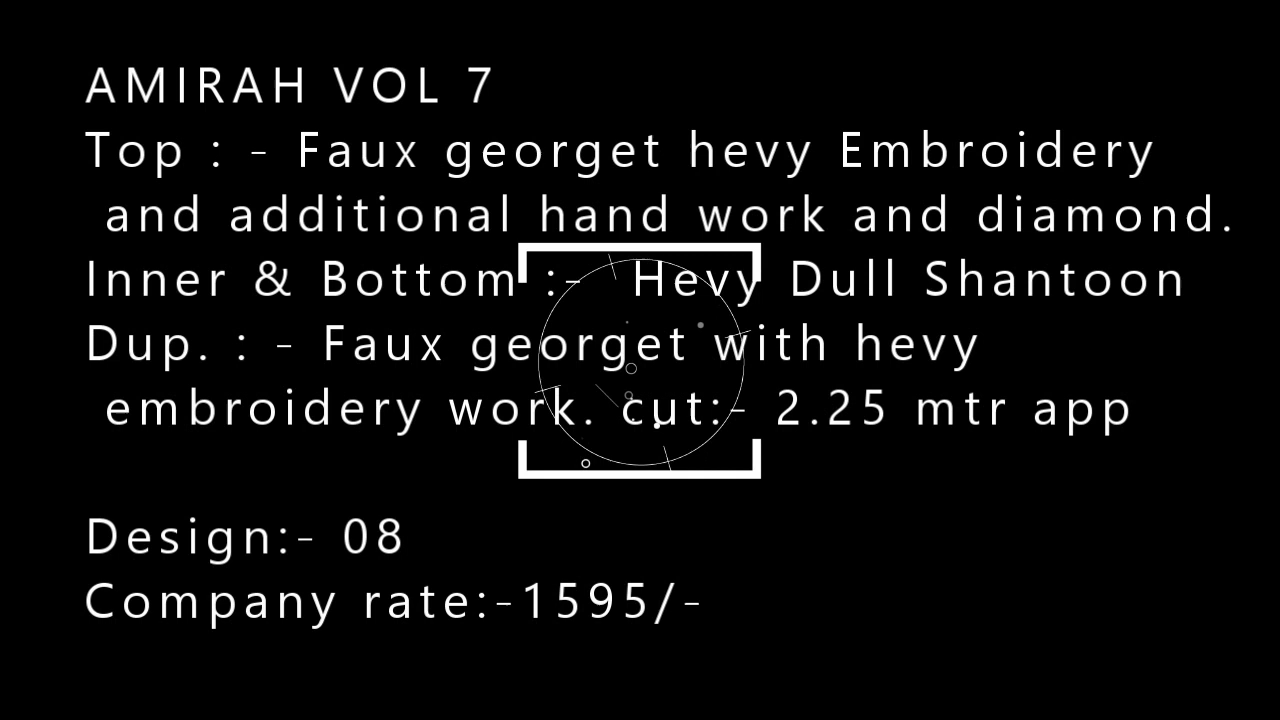 AMIRAH VOL 7
Top : - Faux georget hevy Embroidery
and additional hand work and diamond.
Inner & Bottom :- Hevy Dull Shantoon
Dup. : - Faux georget with hevy
embroidery work. cut:- 2.25 mtr app
Design:- 08
Company rate:-1595/-